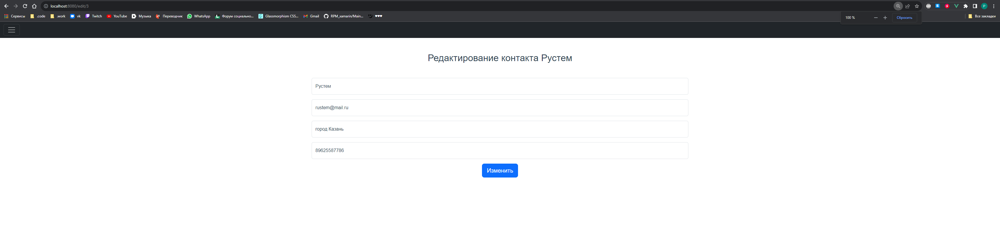 localhost:8080/edit/3
Сервисы .code .work vk Twitch YouTube Музыка Переводчик WhatsApp Форум социально... Glassmorphism CSS... Gmail RPM_xamarin/Main... ♥♥♥ Все закладки
100 % − + Сбросить
Редактирование контакта Рустем
Рустем
rustem@mail.ru
город Казань
89625587786
Изменить